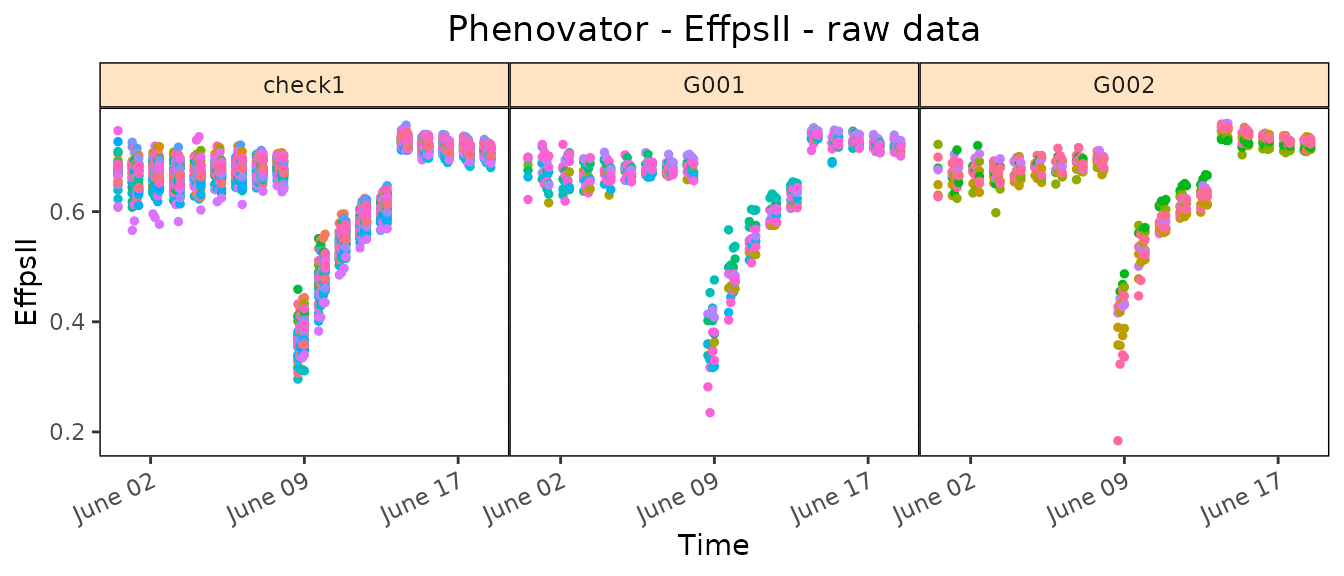 Phenovator - EffpsII - raw data
check1
G001
G002
EffpsII
0.6
0.4
0.2
June 02
June 09
June 17
June 02
June 09
June 17
June 02
June 09
June 17
Time